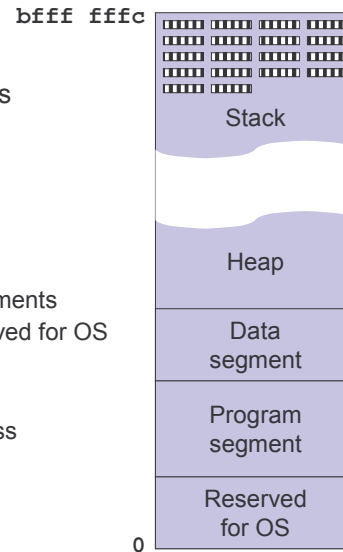 bfff fffc
s
Stack
Heap
ments
ved for OS
Data
segment
Program
segment
ss
Reserved
for OS
0